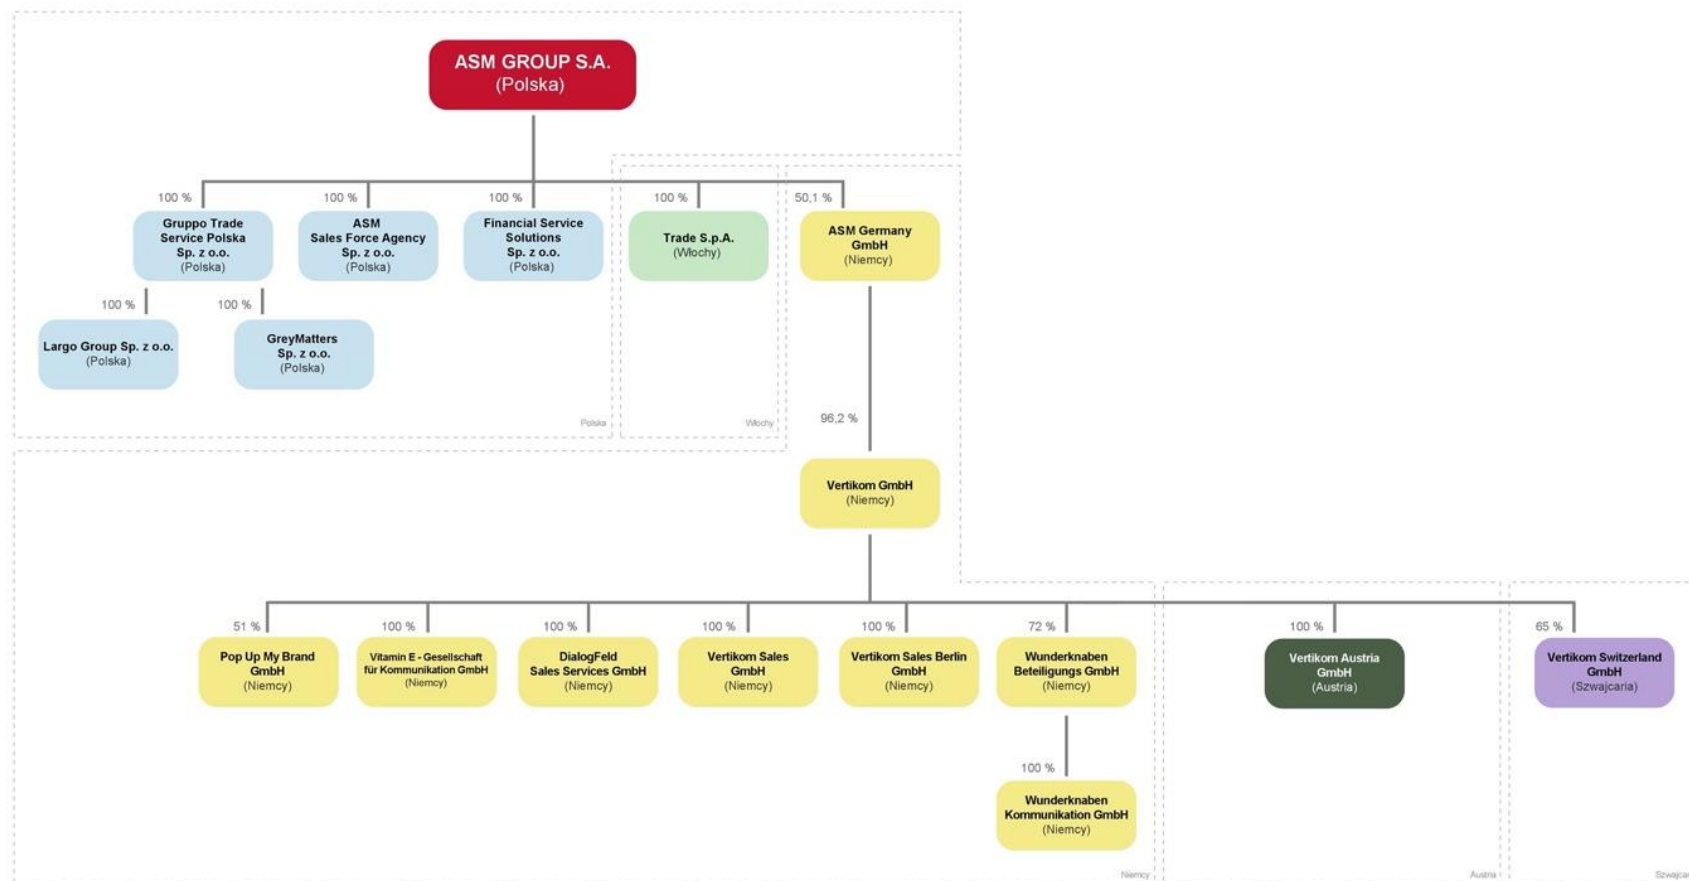 ASM GROUP S.A.
(Polska)
100 %
100 %
100 %
100 %
50,1 %
Gruppo Trade
Service Polska
Sp. z o.o.
(Polska)
ASM
Sales Force Agency
Sp. z o.o.
(Polska)
Financial Service
Solutions
Sp. z o.o.
(Polska)
Trade S.p.A.
(Włochy)
ASM Germany
GmbH
(Niemcy)
100 %
100 %
Largo Group Sp. z o.o.
(Polska)
GreyMatters
Sp. z o.o.
(Polska)
Polska
Włochy
96,2 %
Vertikom GmbH
(Niemcy)
51 %
100 %
100 %
100 %
100 %
72 %
100 %
65 %
Pop Up My Brand
GmbH
(Niemcy)
Vitamin E - Gesellschaft
für Kommunikation GmbH
(Niemcy)
DialogFeld
Sales Services GmbH
(Niemcy)
Vertikom Sales
GmbH
(Niemcy)
Vertikom Sales Berlin
GmbH
(Niemcy)
Wunderknaben
Beteiligungs GmbH
(Niemcy)
Vertikom Austria
GmbH
(Austria)
Vertikom Switzerland
GmbH
(Szwajcaria)
100 %
Wunderknaben
Kommunikation GmbH
(Niemcy)
Niemcy
Austria
Szwajcar